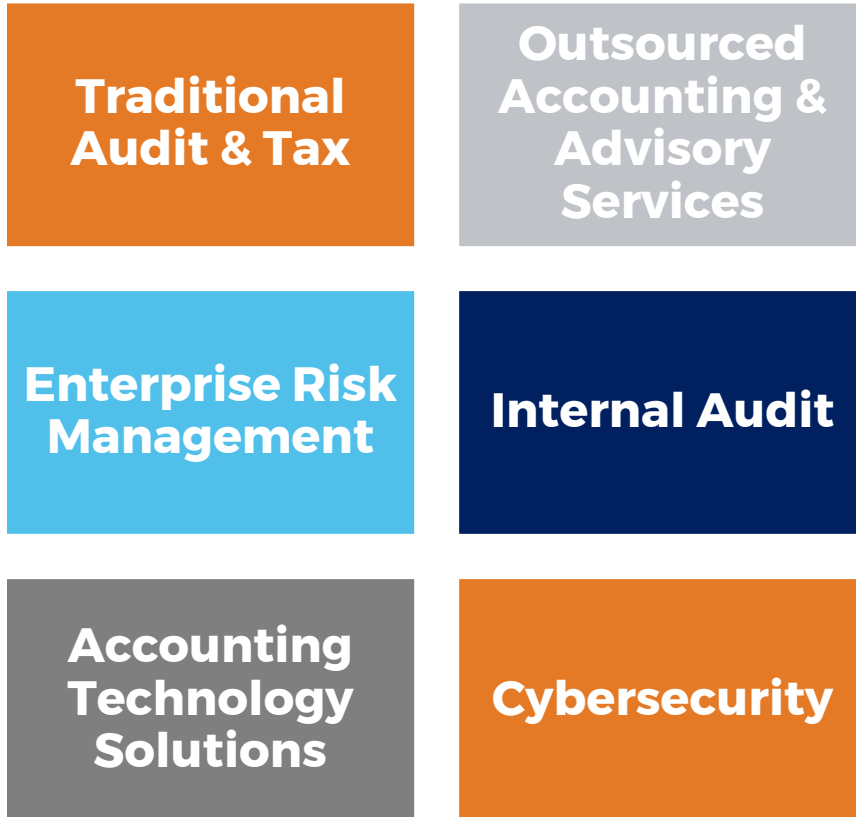 Traditional
Audit & Tax
Outsourced
Accounting &
Advisory
Services
Enterprise Risk
Management
Internal Audit
Accounting
Technology
Solutions
Cybersecurity